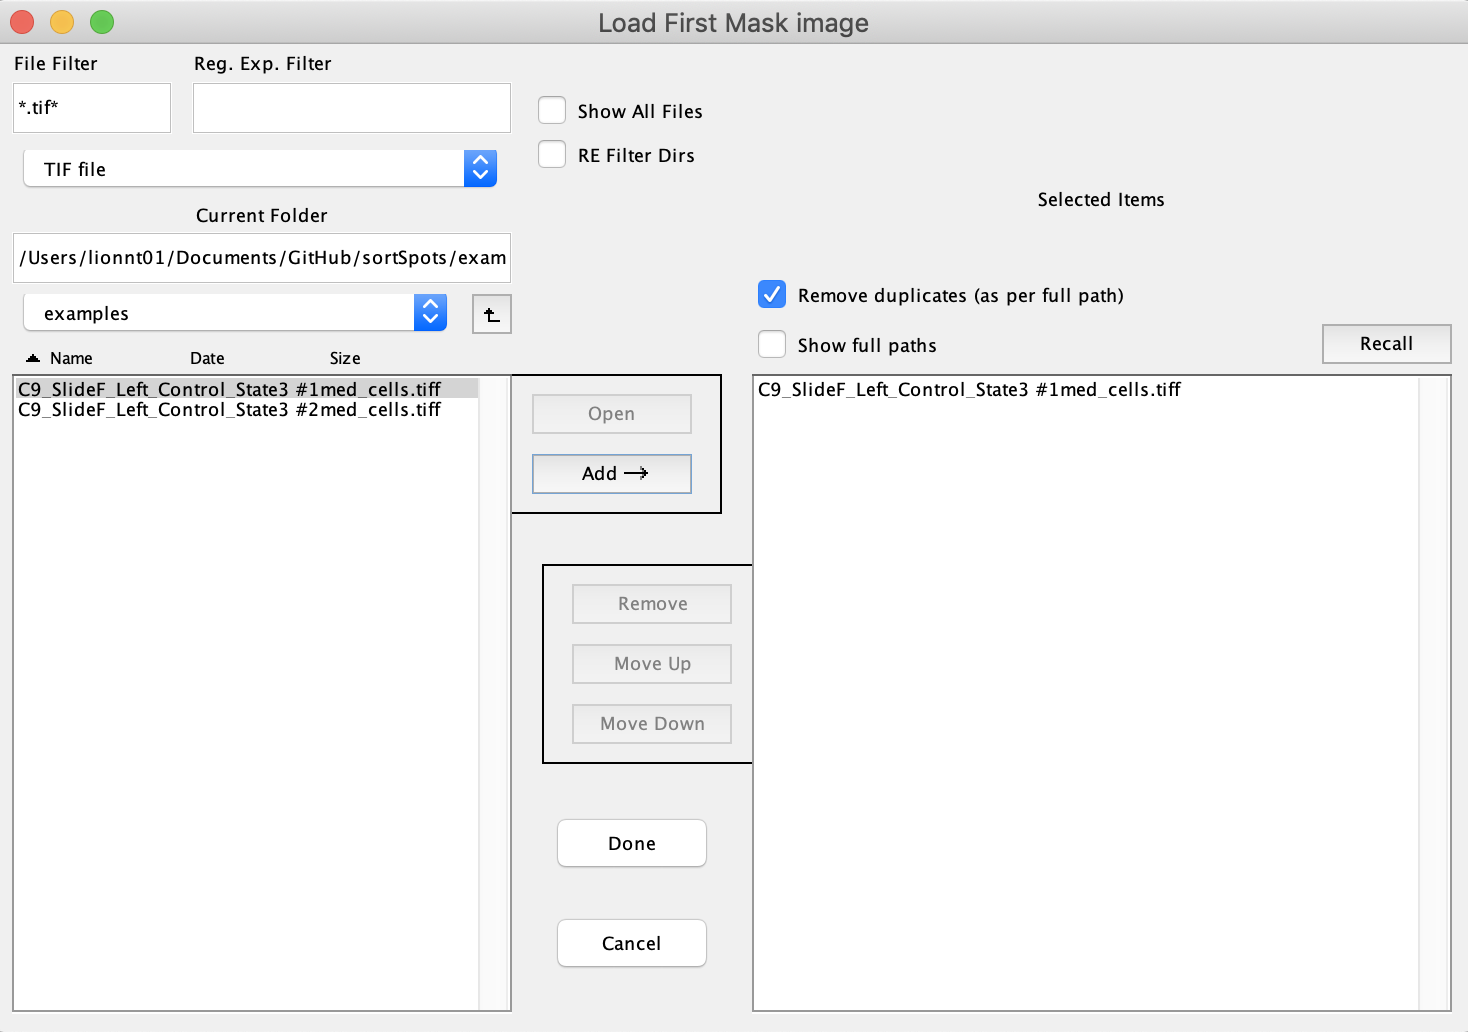 Load First Mask image
File Filter
Reg. Exp. Filter
*.tif*
Show All Files
TIF file
RE Filter Dirs
Selected Items
Current Folder
/Users/lionnt01/Documents/GitHub/sortSpots/exam
Remove duplicates (as per full path)
examples
Show full paths
Recall
Name Date Size
C9_SlideF_Left_Control_State3 #1med_cells.tiff
C9_SlideF_Left_Control_State3 #2med_cells.tiff
Open
Add
C9_SlideF_Left_Control_State3 #1med_cells.tiff
Remove
Move Up
Move Down
Done
Cancel